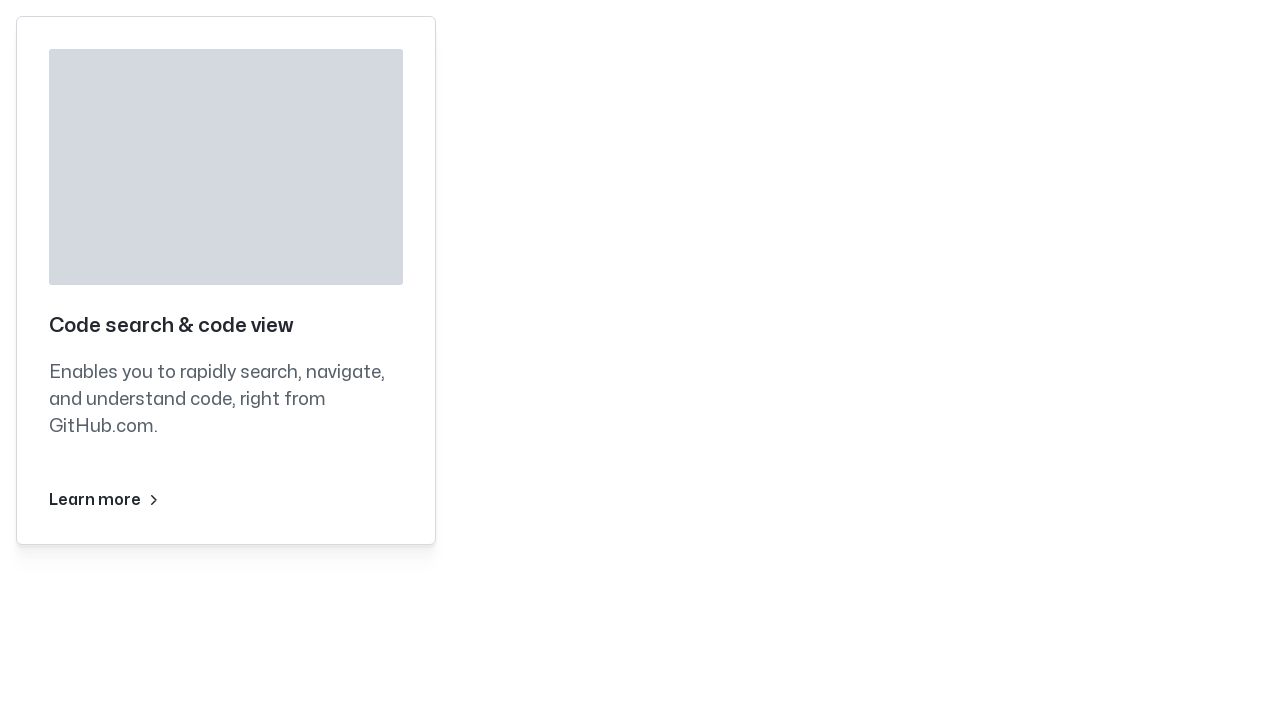 Code search & code view
Enables you to rapidly search, navigate,
and understand code, right from
GitHub.com.
Learn more